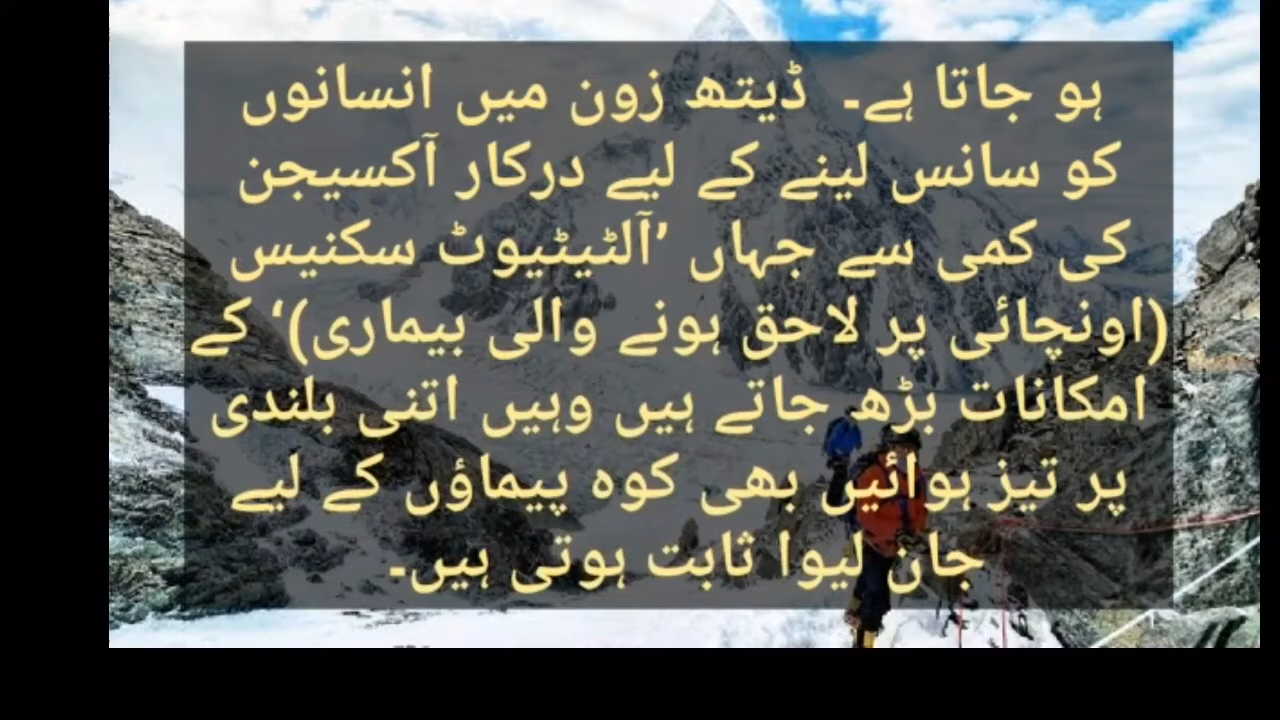 ہو جاتا ہے۔ ڈیتھ زون میں انسانوں
کو سانس لینے کے لیے درکار آکسیجن
کی کمی سے جہاں ’آلٹیٹیوٹ سکنیس
(اونچائی پر لاحق ہونے والی بیماری)‘ کے
امکانات بڑھ جاتے ہیں وہیں اتنی بلندی
پر تیز ہوائیں بھی کوہ پیماؤں کے لیے
جان لیوا ثابت ہوتی ہیں۔